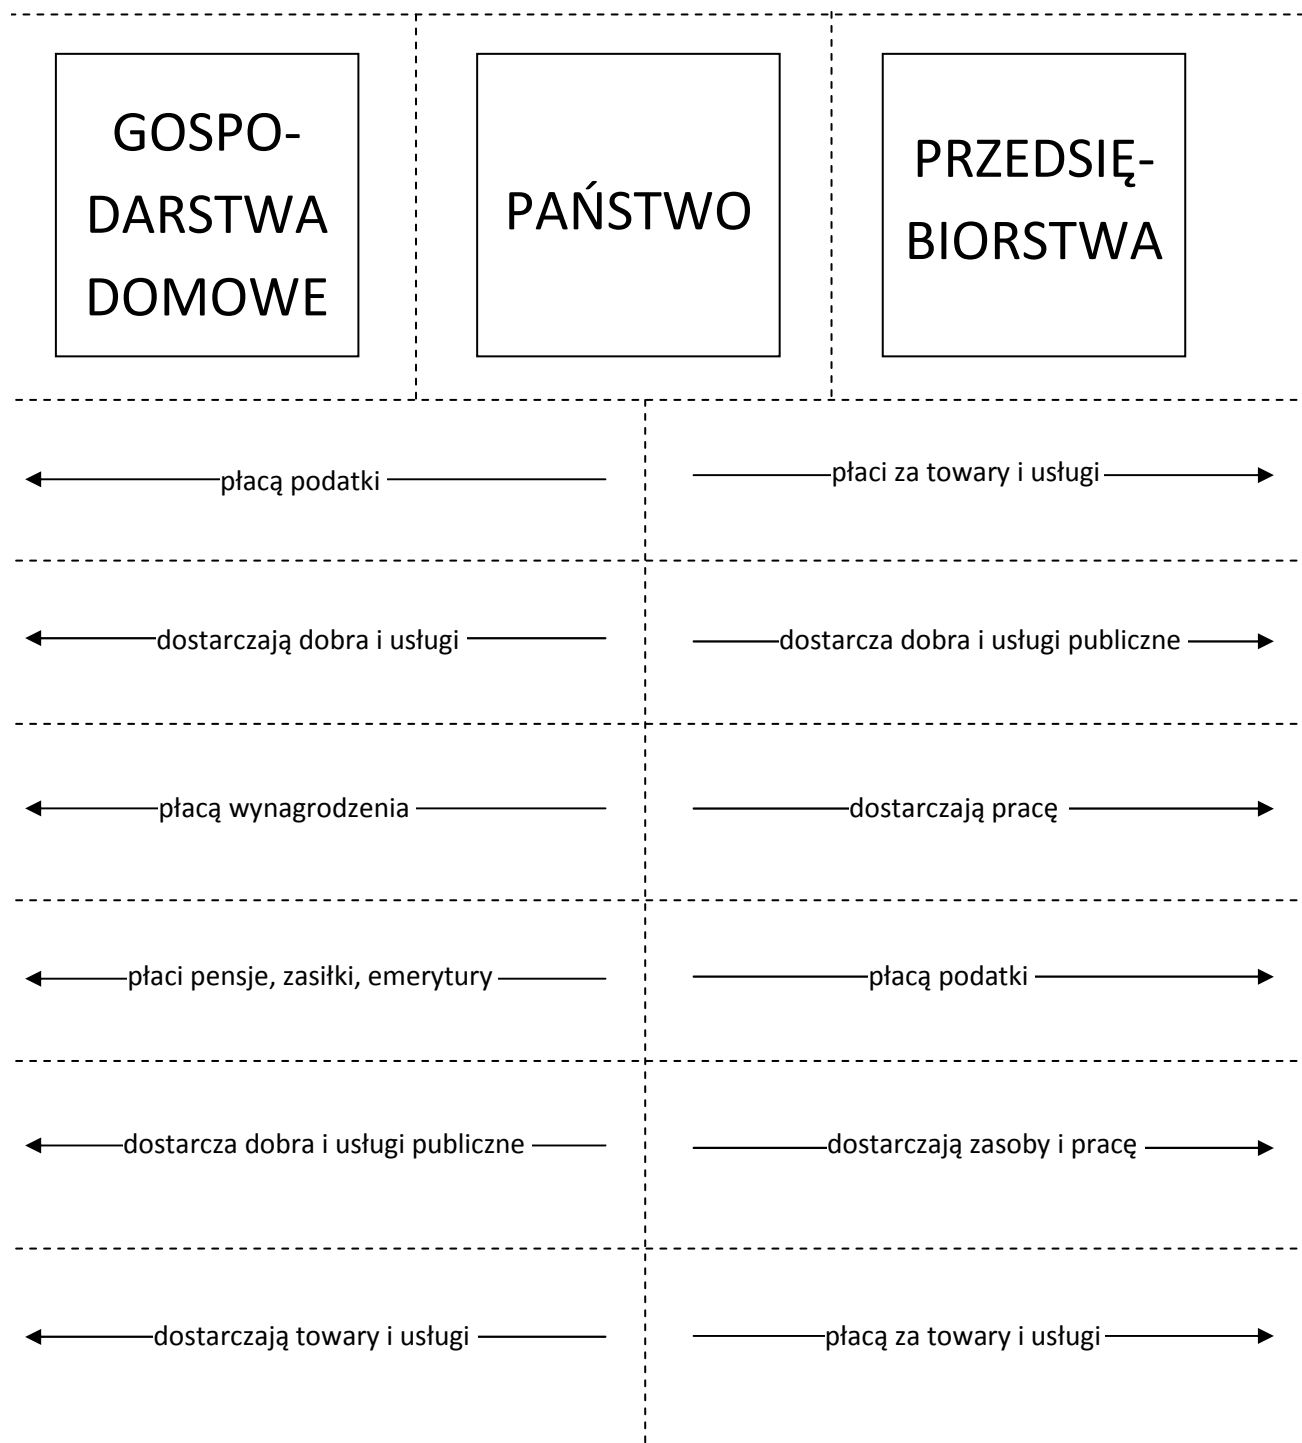 GOSPO-
DARSTWA
DOMOWE
PAŃSTWO
PRZEDSIĘ-
BIORSTWA
płacą podatki
płaci za towary i usługi
dostarczają dobra i usługi
dostarcza dobra i usługi publiczne
płacą wynagrodzenia
dostarczają pracę
płaci pensje, zasiłki, emerytury
płacą podatki
dostarcza dobra i usługi publiczne
dostarczają zasoby i pracę
dostarczają towary i usługi
płacą za towary i usługi